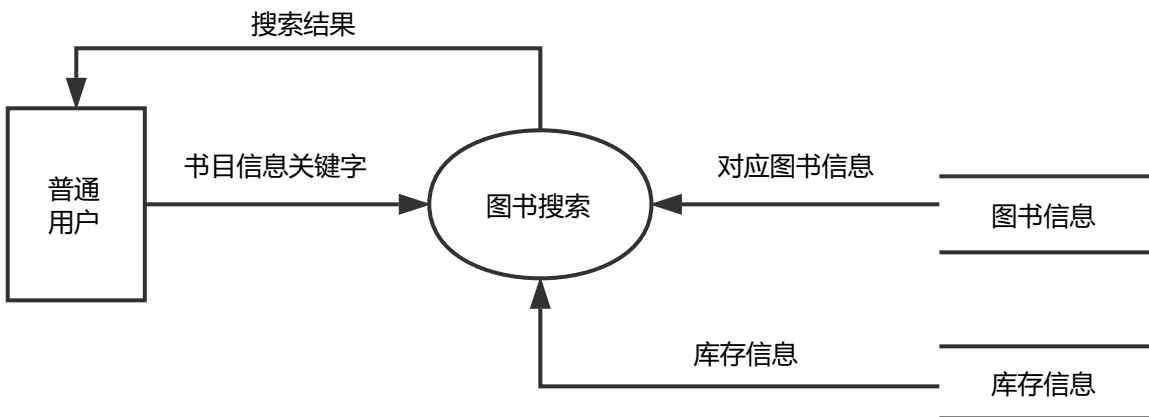 搜索结果
普通
用户
书目信息关键字
图书搜索
对应图书信息
图书信息
库存信息
库存信息